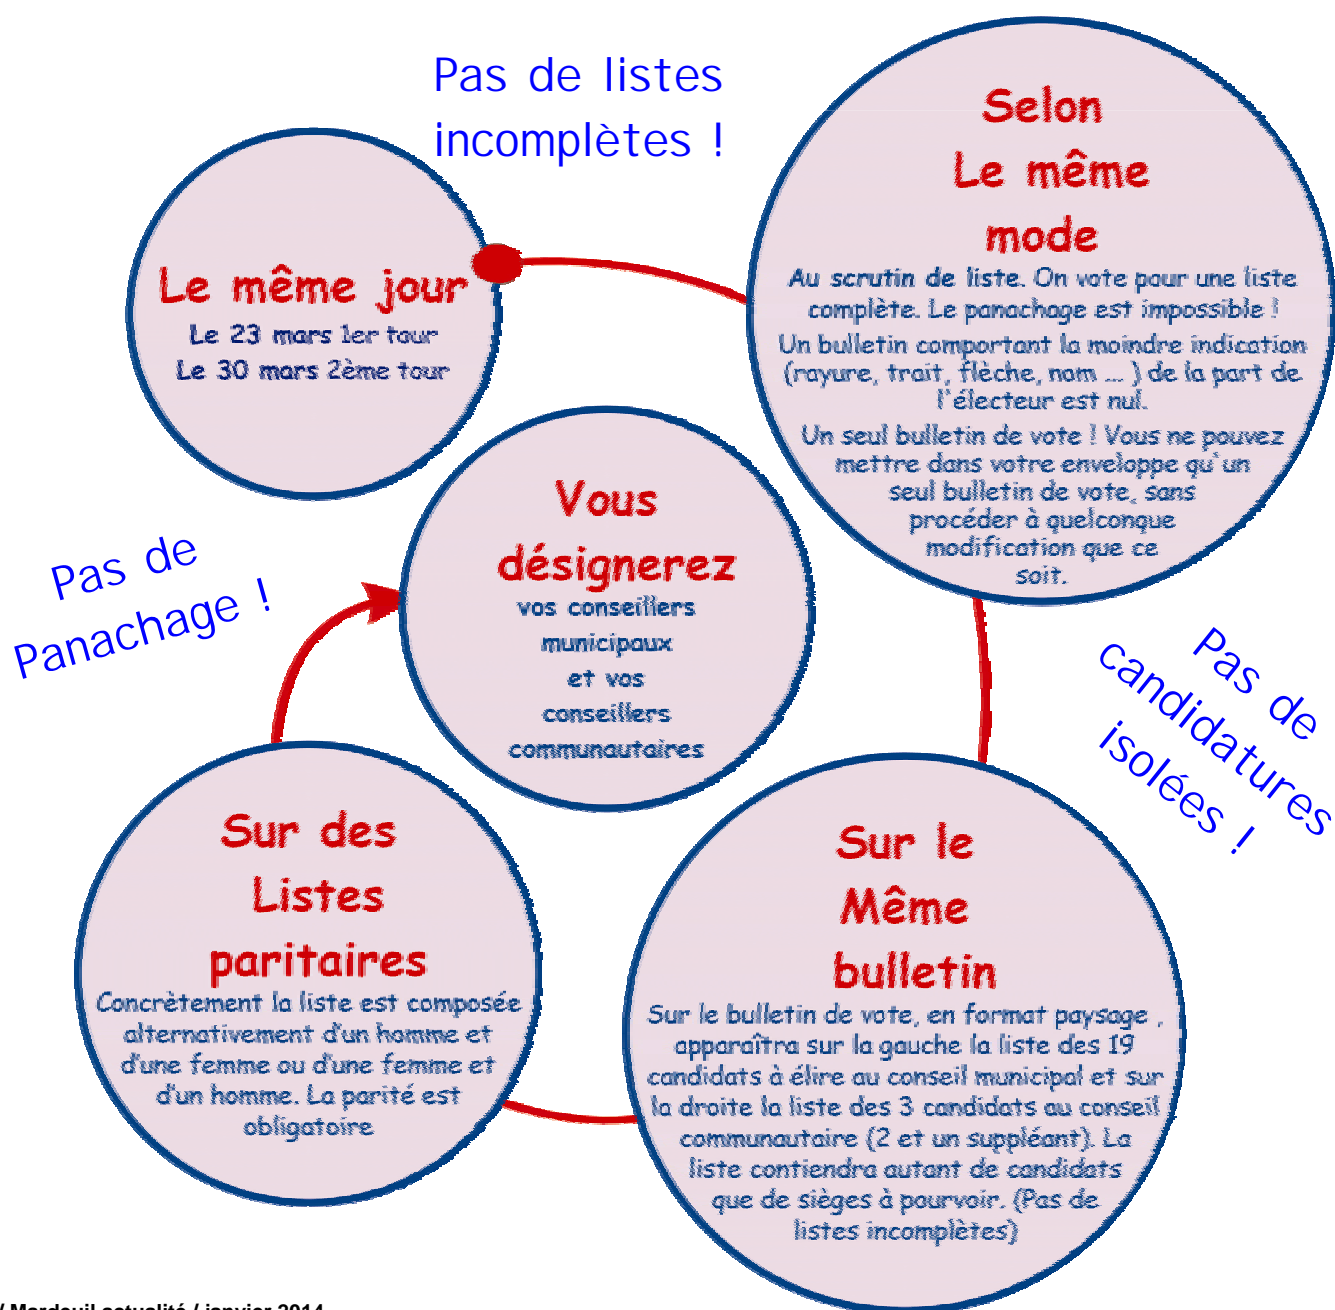 Pas de listes
incomplètes !
Le même jour
Le 23 mars 1er tour
Le 30 mars 2ème tour
Selon
Le même
mode
Au scrutin de liste. On vote pour une liste
complète. Le panachage est impossible !
Un bulletin comportant la moindre indication
(rayure, trait, flèche, nom ... ) de la part de
l'électeur est nul.
Un seul bulletin de vote ! Vous ne pouvez
mettre dans votre enveloppe qu'un
seul bulletin de vote, sans
procéder à quelconque
modification que ce
soit.
Vous
désignerez
vos conseillers
municipaux
et vos
conseillers
communautaires
Pas de
Panachage !
Pas de
candidatures
isolées !
Sur des
Listes
paritaires
Concrètement la liste est composée
alternativement d'un homme et
d'une femme ou d'une femme et
d'un homme. La parité est
obligatoire
Sur le
Même
bulletin
Sur le bulletin de vote, en format paysage ,
apparaîtra sur la gauche la liste des 19
candidats à élire au conseil municipal et sur
la droite la liste des 3 candidats au conseil
communautaire (2 et un suppléant). La
liste contiendra autant de candidats
que de sièges à pourvoir. (Pas de
listes incomplètes)
/ Mardeuil actualité / janvier 2014